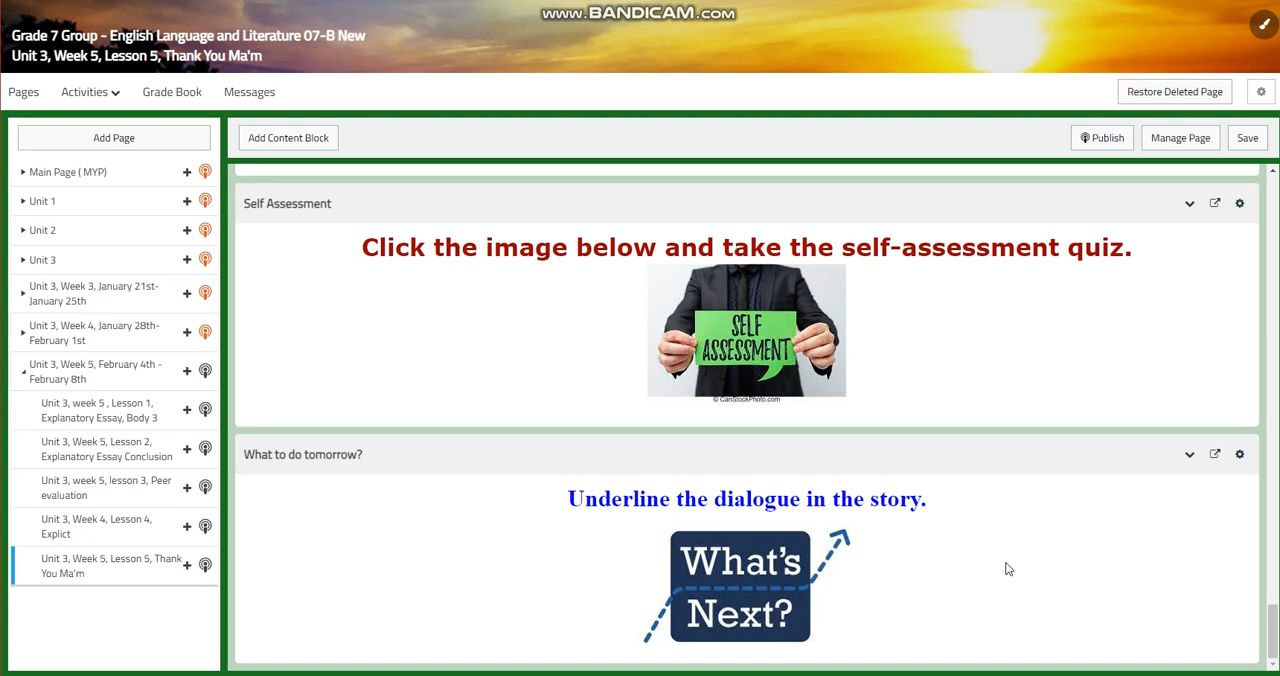 www.BANDICAM.com
Grade 7 Group - English Language and Literature 07-B New
Unit 3, Week 5, Lesson 5, Thank You Ma'm
Pages
Activities
Grade Book
Messages
Restore Deleted Page
Add Page
Add Content Block
Publish
Manage Page
Save
Main Page ( MYP)
Unit 1
Unit 2
Unit 3
Unit 3, Week 3, January 21st-
January 25th
Unit 3, Week 4, January 28th-
February 1st
Unit 3, Week 5, February 4th -
February 8th
Unit 3, week 5 , Lesson 1,
Explanatory Essay, Body 3
Unit 3, Week 5, Lesson 2,
Explanatory Essay Conclusion
Unit 3, week 5, lesson 3, Peer
evaluation
Unit 3, Week 4, Lesson 4,
Explict
Unit 3, Week 5, Lesson 5, Thank
You Ma'm
Self Assessment
Click the image below and take the self-assessment quiz.
SELF
ASSESSMENT
© CanStockPhoto.com
What to do tomorrow?
Underline the dialogue in the story.
What's
Next?